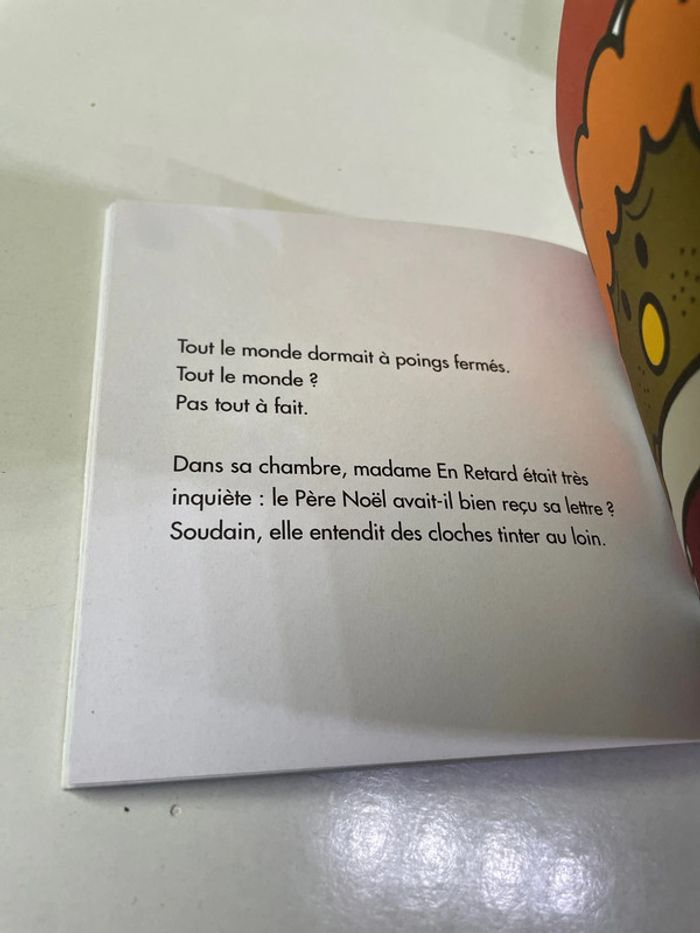 Tout le monde dormait à poings fermés.
Tout le monde ?
Pas tout à fait.
Dans sa chambre, madame En Retard était très
inquiète : le Père Noël avait-il bien reçu sa lettre ?
Soudain, elle entendit des cloches tinter au loin.